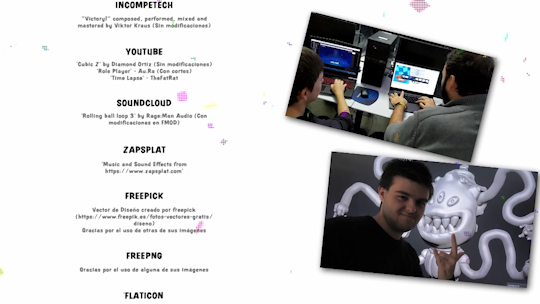 INCOMPETECH
"Victory!" composed, performed, mixed and
mastered by Viktor Kraus (Sin modificaciones)
YOUTUBE
'Cubic Z' by Diamond Ortiz (Sin modificaciones)
'Role Player' - Au.Ra (Con cortes)
'Time Lapse' - TheFatRat
SOUNDCLOUD
'Rolling ball loop 3' by Rage:Man Audio (Con
modificaciones en FMOD)
ZAPSPLAT
'Music and Sound Effects from
https://www.zapsplat.com'
FREEPICK
Vector de Diseño creado por freepick
(https://www.freepik.es/fotos-vectores-gratis/
diseno)
Gracias por el uso de otras de sus imágenes
FREEPNG
Gracias por el uso de alguna de sus imágenes
FLATICON